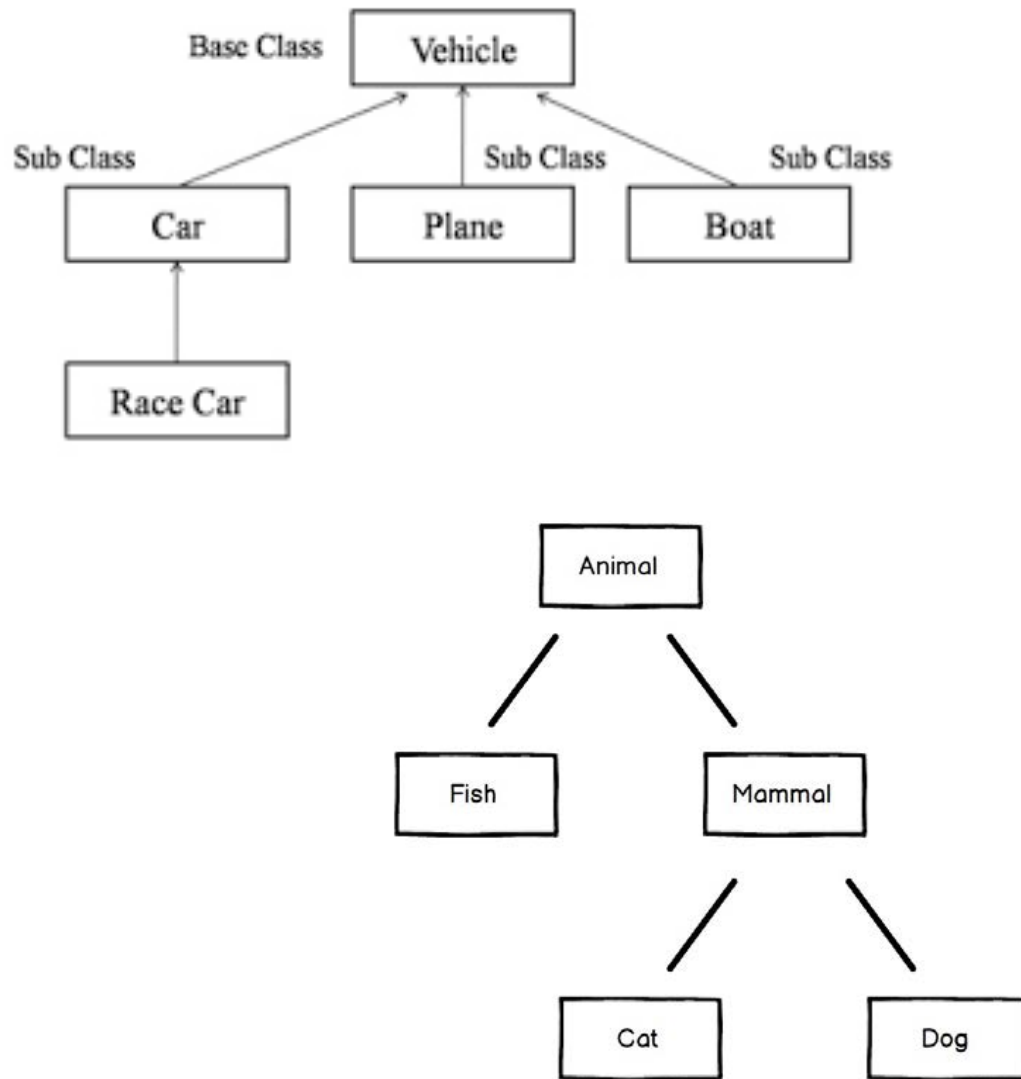 Base Class
Vehicle
Sub Class
Sub Class
Sub Class
Car
Plane
Boat
Race Car
Animal
Fish
Mammal
Cat
Dog